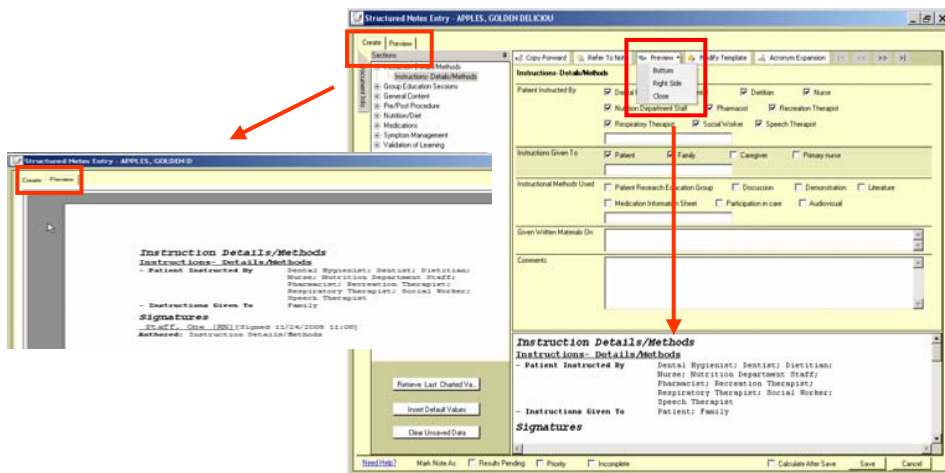 Structured Notes Entry - APPLES, GOLDEN DELICIOU
Create Preview
Sections
Document Info
Instructions-Details/Methods
Group Education Sessions
General Content
Pre/Post Procedure
Nutrition/Diet
Medications
Symptom Management
Validation of Learning
Copy Forward Refer To Note Preview Modify Template Acronym Expansion
Bottom
Right Side
Close
Instructions-Details/Methods
Patient Instructed By
Dental Dietitian Nurse
Nutrition Department Staff Pharmacist Recreation Therapist
Respiratory Therapist Social Worker Speech Therapist
Instructions Given To
Patient Family Caregiver Primary nurse
Instructional Methods Used
Patient Research Education Group Discussion Demonstration Literature
Medication Information Sheet Participation in care Audiovisual
Given Written Materials On
Comments
Instruction Details/Methods
Instructions- Details/Methods
- Patient Instructed By Dental Hygienist; Dentist; Dietitian;
Nurse; Nutrition Department Staff;
Pharmacist; Recreation Therapist;
Respiratory Therapist; Social Worker;
Speech Therapist
- Instructions Given To Patient; Family
Signatures
Retrieve Last Charted Va..
Insert Default Values
Clear Unsaved Data
Need Help? Mark Note As: Results Pending Priority Incomplete Calculate After Save Save Cancel
Structured Notes Entry - APPLES, GOLDEN D
Create Preview
Instruction Details/Methods
Instructions- Details/Methods
- Patient Instructed By Dental Hygienist; Dentist; Dietitian;
Nurse; Nutrition Department Staff;
Pharmacist; Recreation Therapist;
Respiratory Therapist; Social Worker;
Speech Therapist
- Instructions Given To Family
Signatures
Staff, One (RN) [Signed 11/24/2008 11:00]
Authored: Instruction Details/Methods